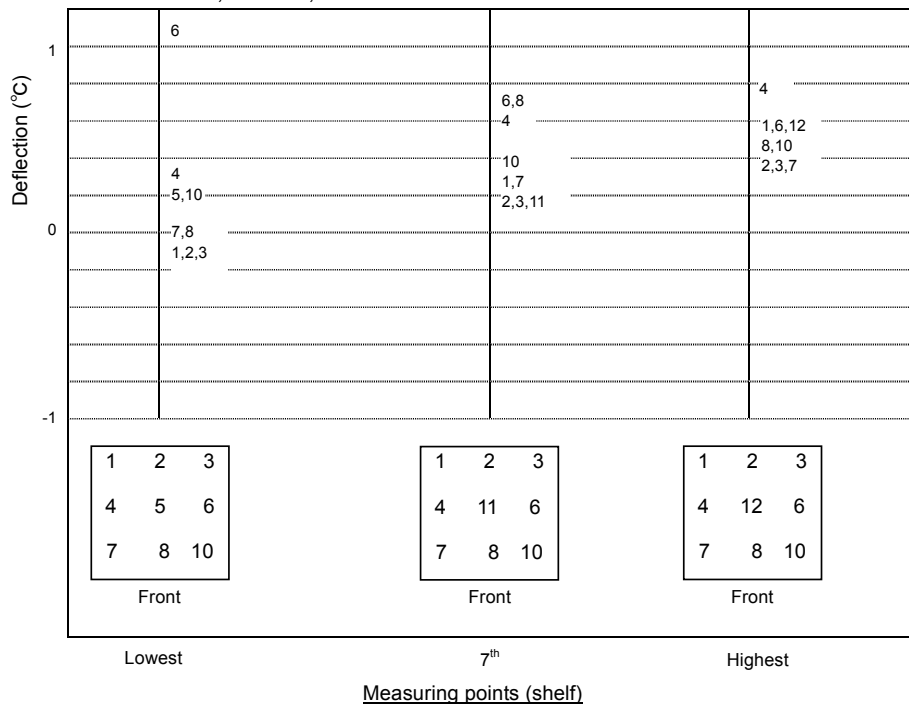 6
1
4
6,8
4
1,6,12
8,10
2,3,7
10
1,7
2,3,11
4
5,10
0
7,8
1,2,3
Deflection (°C)
-1
1 2 3
4 5 6
7 8 10
Front
1 2 3
4 11 6
7 8 10
Front
1 2 3
4 12 6
7 8 10
Front
Lowest
7th
Highest
Measuring points (shelf)